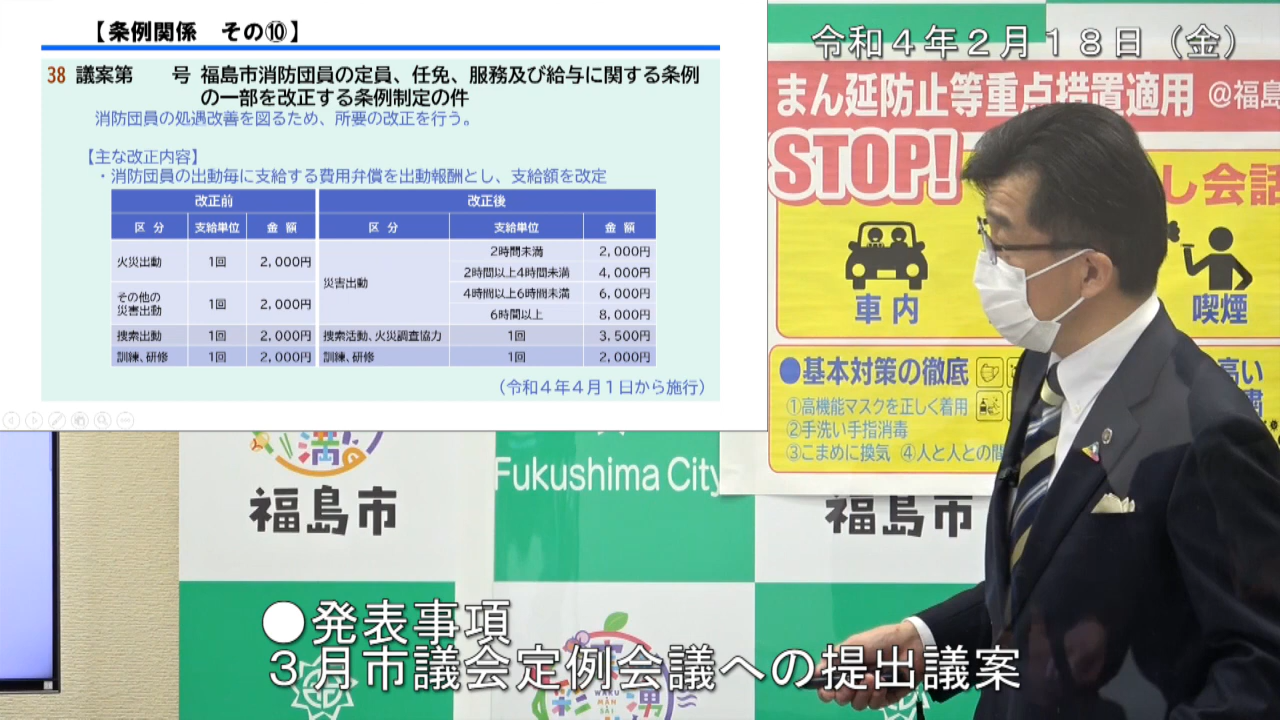 【条例関係　その⑩】
38 議案第　　号 福島市消防団員の定員、任免、服務及び給与に関する条例
の一部を改正する条例制定の件
消防団員の処遇改善を図るため、所要の改正を行う。
【主な改正内容】
・消防団員の出動毎に支給する費用弁償を出動報酬とし、支給額を改定
改正前 改正後
区 分 支給単位 金 額 区 分 支給単位 金 額
火災出動 1回 2,000円 災害出動 2時間未満 2,000円
2時間以上4時間未満 4,000円
その他の
災害出動 1回 2,000円 4時間以上6時間未満 6,000円
6時間以上 8,000円
捜索出動 1回 2,000円 捜索活動、火災調査協力 1回 3,500円
訓練、研修 1回 2,000円 訓練、研修 1回 2,000円
（令和４年４月１日から施行）
令和４年２月１８日（金）
まん延防止等重点措置適用 @福島
STOP!
し会話
車内
喫煙
●基本対策の徹底
高い
①高機能マスクを正しく着用
②手洗い手指消毒
③こまめに換気 ④人と人との間
福島市
Fukushima City
福島市
●発表事項
３月市議会定例会議への提出議案